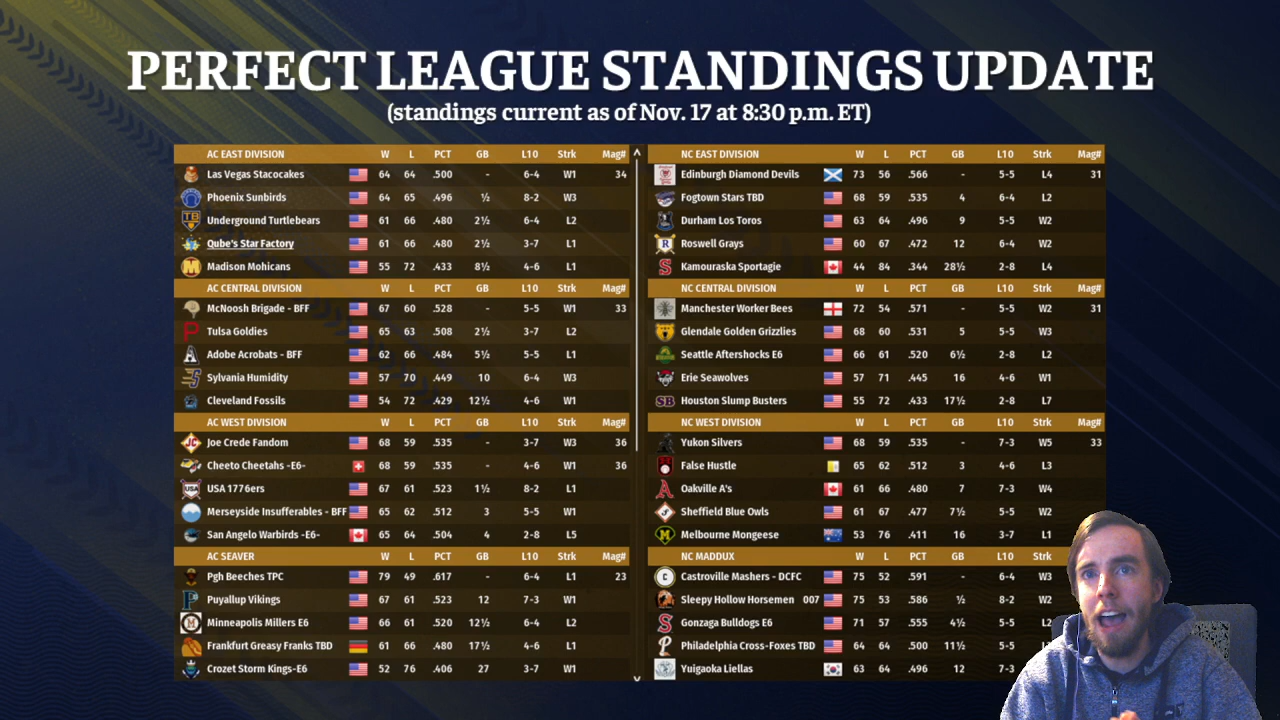 PERFECT LEAGUE STANDINGS UPDATE
(standings current as of Nov. 17 at 8:30 p.m. ET)
AC EAST DIVISION W L PCT GB L10 Strk Mag#
Las Vegas Stacocakes 64 64 .500 - 6-4 W1 34
Phoenix Sunbirds 64 65 .496 ½ 8-2 W3
Underground Turtlebears 61 66 .480 2½ 6-4 L2
Qube's Star Factory 61 66 .480 2½ 3-7 L1
Madison Mohicans 55 72 .433 8½ 4-6 L1
AC CENTRAL DIVISION
McNoosh Brigade - BFF 67 60 .528 - 5-5 W1 33
Tulsa Goldies 65 63 .508 2½ 3-7 L2
Adobe Acrobats - BFF 62 66 .484 5½ 5-5 L1
Sylvania Humidity 57 70 .449 10 6-4 W3
Cleveland Fossils 54 72 .429 12½ 4-6 W1
AC WEST DIVISION W L PCT GB L10 Strk Mag#
Joe Crede Fandom 68 59 .535 - 3-7 W3 36
Cheeto Cheetahs -E6- 68 59 .535 - 4-6 W1 36
USA 1776ers 67 61 .523 1½ 8-2 L1
Merseyside Insufferables - BFF 65 62 .512 3 5-5 W1
San Angelo Warbirds -E6- 65 64 .504 4 2-8 L5
AC SEAVER W L PCT GB L10 Strk Mag#
Pgh Beeches TPC 79 49 .617 - 6-4 L1 23
Puyallup Vikings 67 61 .523 12 7-3 W1
Minneapolis Millers E6 66 61 .520 12½ 6-4 L2
Frankfurt Greasy Franks TBD 61 66 .480 17½ 4-6 L1
Crozet Storm Kings-E6 52 76 .406 27 3-7 W1
NC EAST DIVISION W L PCT GB L10 Strk Mag#
Edinburgh Diamond Devils 73 56 .566 - 5-5 L4 31
Fogtown Stars TBD 68 59 .535 4 6-4 L2
Durham Los Toros 63 64 .496 9 5-5 W2
Roswell Grays 60 67 .472 12 6-4 W2
Kamouraska Sportagie 44 84 .344 28½ 2-8 L4
NC CENTRAL DIVISION W L PCT GB L10 Strk Mag#
Manchester Worker Bees 72 54 .571 - 5-5 W2 31
Glendale Golden Grizzlies 68 60 .531 5 5-5 W3
Seattle Aftershocks E6 66 61 .520 6½ 2-8 L2
Erie Seawolves 57 71 .445 16 4-6 W1
Houston Slump Busters 55 72 .433 17½ 2-8 L7
NC WEST DIVISION W L PCT GB L10 Strk Mag#
Yukon Silvers 68 59 .535 - 7-3 W5 33
False Hustle 65 62 .512 3 4-6 L3
Oakville A's 61 66 .480 7 7-3 W4
Sheffield Blue Owls 61 67 .477 7½ 5-5 W2
Melbourne Mongeese 53 76 .411 16 3-7 L1
NC MADDUX W L PCT GB L10 Strk
Castroville Mashers - DCFC 75 52 .591 - 6-4 W3
Sleepy Hollow Horsemen 007 75 53 .586 ½ 8-2 W2
Gonzaga Bulldogs E6 71 57 .555 4½ 5-5 L2
Philadelphia Cross-Foxes TBD 64 64 .500 11½ 5-5
Yuigaoka Liellas 63 64 .496 12 7-3